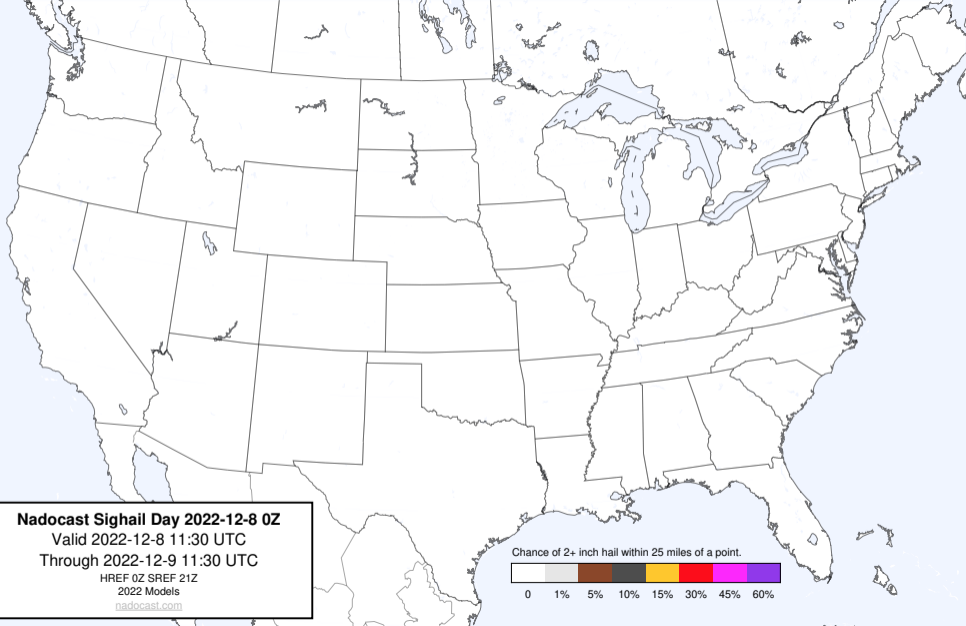 Nadocast Sighail Day 2022-12-8 0Z
Valid 2022-12-8 11:30 UTC
Through 2022-12-9 11:30 UTC
HREF 0Z SREF 21Z
2022 Models
nadocast.com
Chance of 2+ inch hail within 25 miles of a point.
0 1% 5% 10% 15% 30% 45% 60%